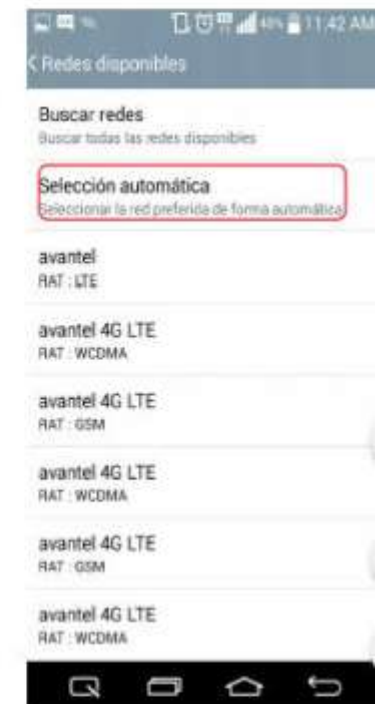 48% 11:42 AM
< Redes disponibles
Buscar redes
Buscar todas las redes disponibles
Selección automática
Seleccionar la red preferida de forma automática
avantel
RAT : LTE
avantel 4G LTE
RAT : WCDMA
avantel 4G LTE
RAT : GSM
avantel 4G LTE
RAT : WCDMA
avantel 4G LTE
RAT : GSM
avantel 4G LTE
RAT : WCDMA